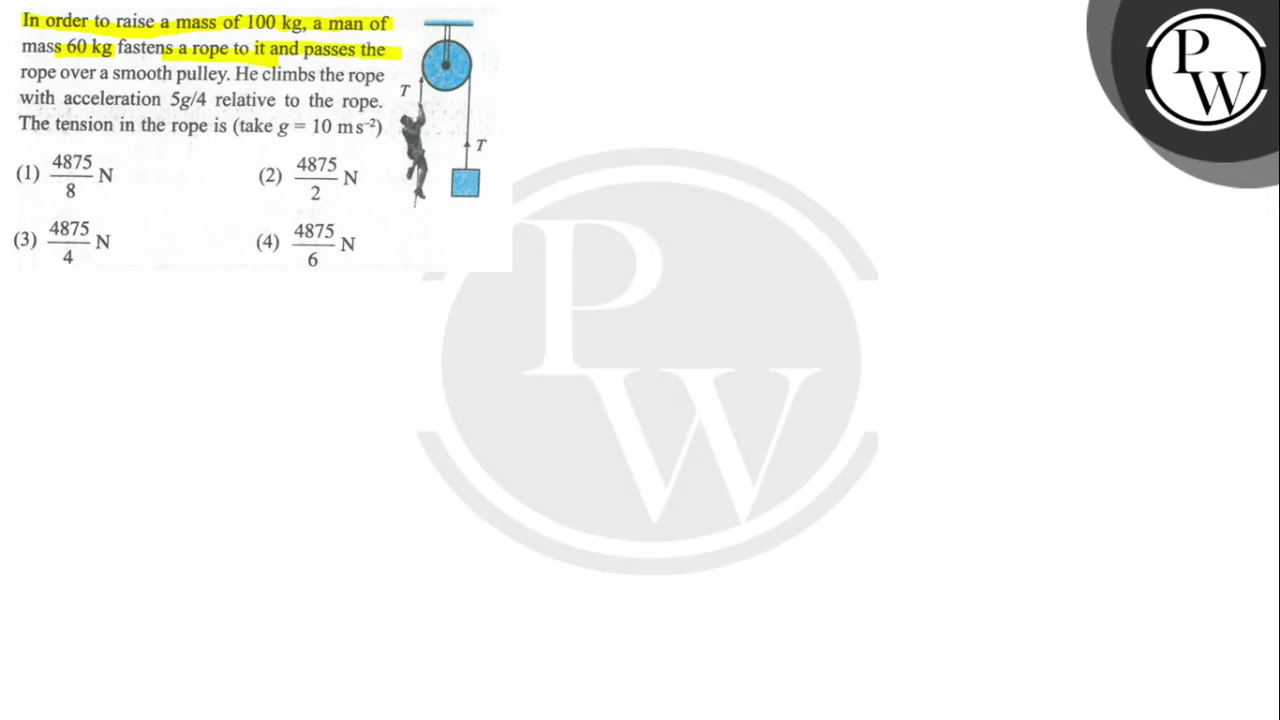 In order to raise a mass of 100 kg, a man of
mass 60 kg fastens a rope to it and passes the
rope over a smooth pulley. He climbs the rope
with acceleration 5g/4 relative to the rope.
The tension in the rope is (take g = 10 ms⁻²)
T
T
(1) 4875/8 N (2) 4875/2 N
(3) 4875/4 N (4) 4875/6 N
P
W
P
W